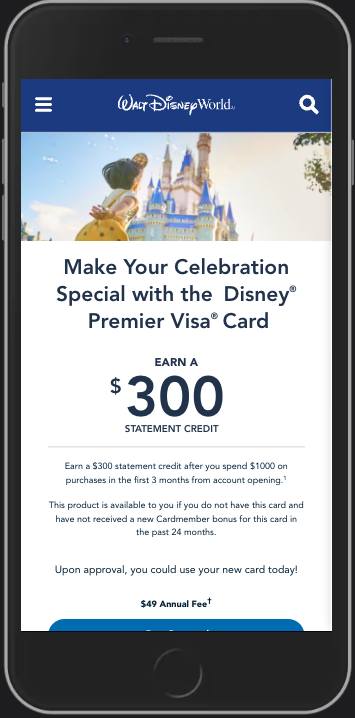 Walt Disney World
Make Your Celebration
Special with the Disney®
Premier Visa® Card
EARN A
$300
STATEMENT CREDIT
Earn a $300 statement credit after you spend $1000 on
purchases in the first 3 months from account opening.¹
This product is available to you if you do not have this card and
have not received a new Cardmember bonus for this card in
the past 24 months.
Upon approval, you could use your new card today!
$49 Annual Fee†